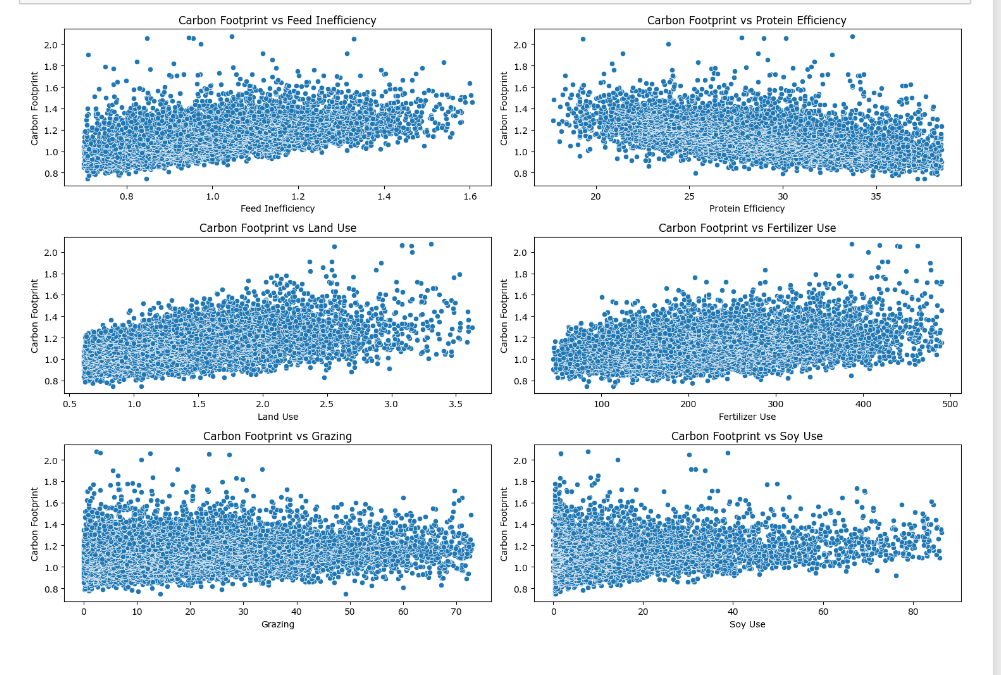 Carbon Footprint vs Feed Inefficiency
Carbon Footprint
2.0
1.8
1.6
1.4
1.2
1.0
0.8
0.8 1.0 1.2 1.4 1.6
Feed Inefficiency
Carbon Footprint vs Protein Efficiency
Carbon Footprint
2.0
1.8
1.6
1.4
1.2
1.0
0.8
20 25 30 35
Protein Efficiency
Carbon Footprint vs Land Use
Carbon Footprint
2.0
1.8
1.6
1.4
1.2
1.0
0.8
0.5 1.0 1.5 2.0 2.5 3.0 3.5
Land Use
Carbon Footprint vs Fertilizer Use
Carbon Footprint
2.0
1.8
1.6
1.4
1.2
1.0
0.8
100 200 300 400 500
Fertilizer Use
Carbon Footprint vs Grazing
Carbon Footprint
2.0
1.8
1.6
1.4
1.2
1.0
0.8
0 10 20 30 40 50 60 70
Grazing
Carbon Footprint vs Soy Use
Carbon Footprint
2.0
1.8
1.6
1.4
1.2
1.0
0.8
0 20 40 60 80
Soy Use